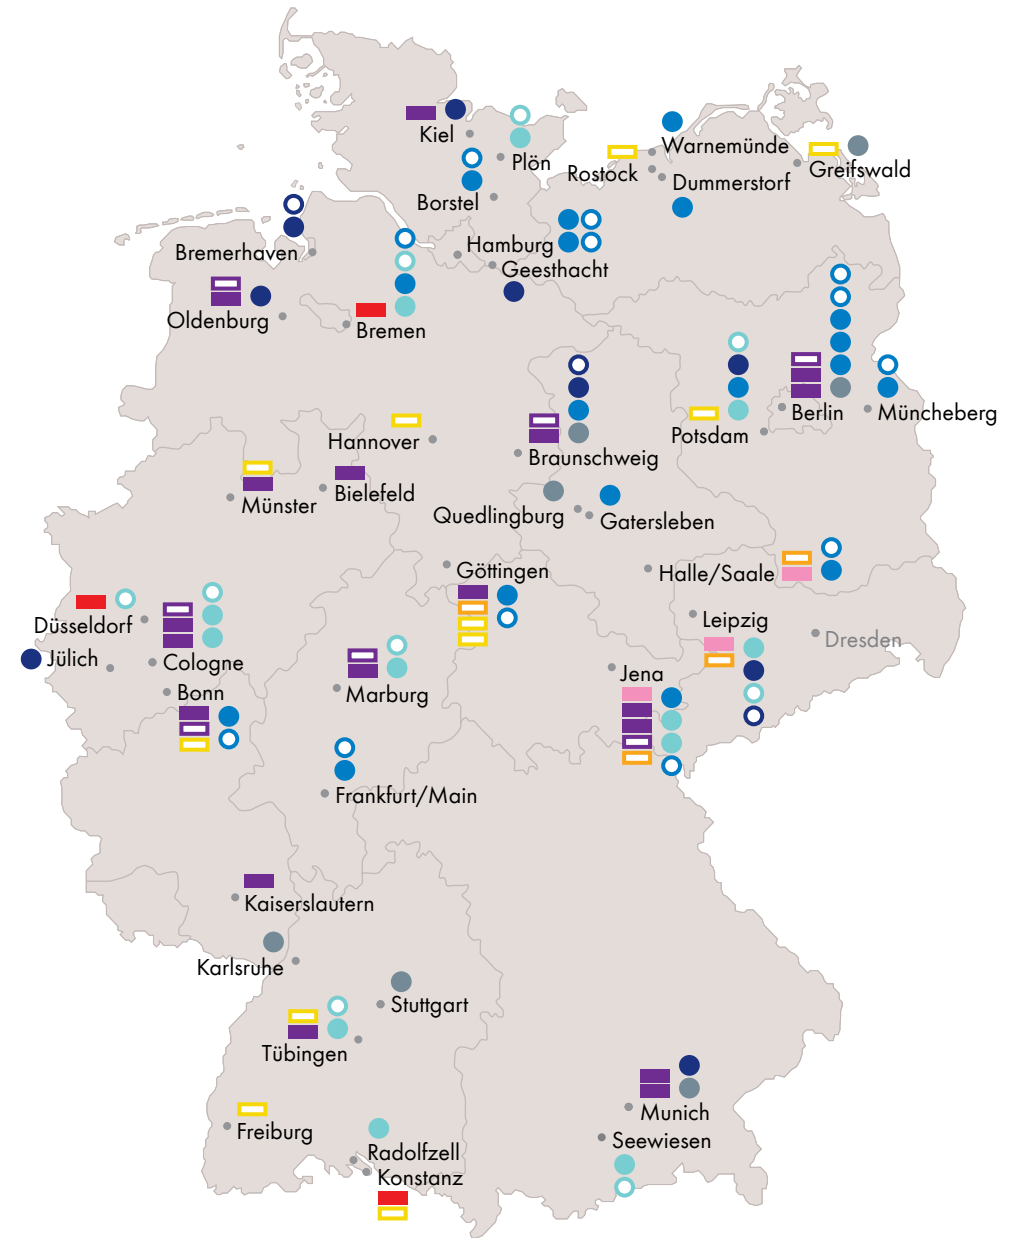 Kiel
Plön
Warnemünde
Rostock
Greifswald
Dummerstorf
Borstel
Hamburg
Bremerhaven
Geesthacht
Oldenburg
Bremen
Berlin
Müncheberg
Potsdam
Hannover
Braunschweig
Bielefeld
Münster
Quedlingburg
Gatersleben
Göttingen
Halle/Saale
Leipzig
Düsseldorf
Dresden
Jülich
Cologne
Jena
Bonn
Marburg
Frankfurt/Main
Kaiserslautern
Karlsruhe
Stuttgart
Tübingen
Munich
Freiburg
Seewiesen
Radolfzell
Konstanz